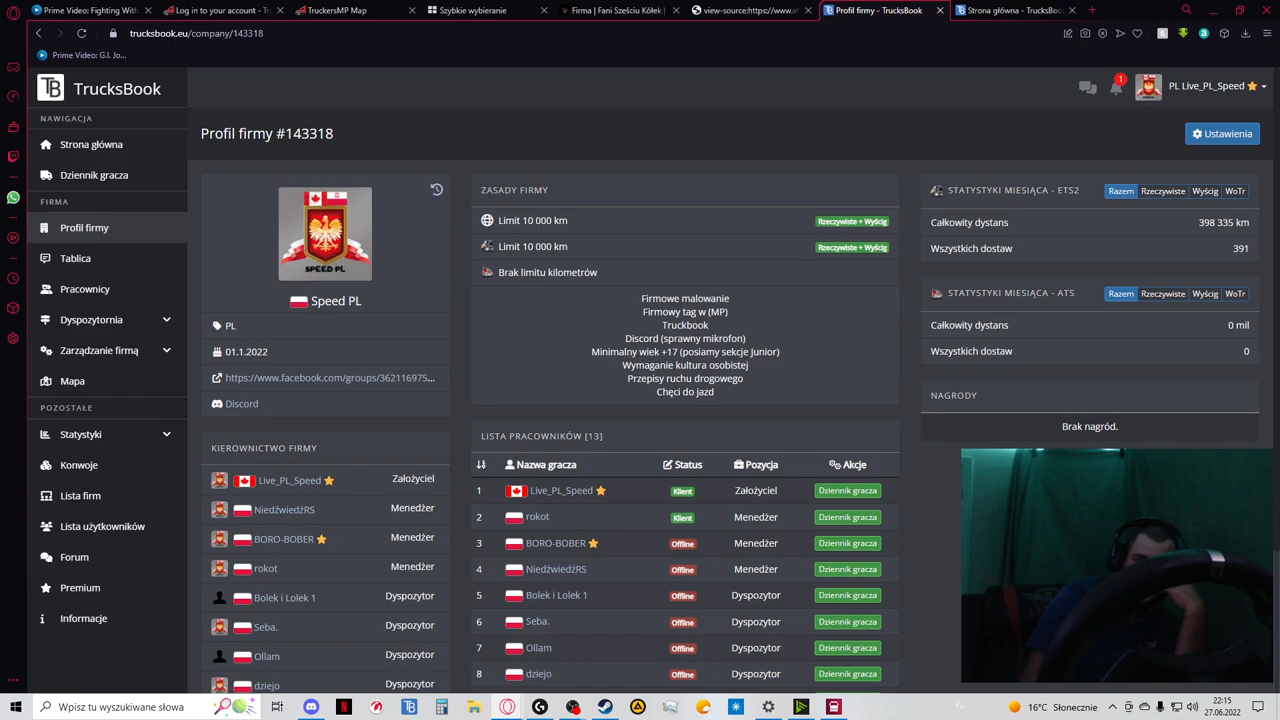 Prime Video: Fighting With
Log in to your account - Tr
TruckersMP Map
Szybkie wybieranie
Firma | Fani Sześciu Kółek |
view-source:https://www.vt
Profil firmy - TrucksBook
Strona główna - TrucksBook
trucksbook.eu/company/143318
Prime Video: G.I. Jo...
TB TrucksBook
1
PL Live_PL_Speed
NAWIGACJA
Strona główna
Dziennik gracza
FIRMA
Profil firmy
Tablica
Pracownicy
Dyspozytornia
Zarządzanie firmą
Mapa
POZOSTAŁE
Statystyki
Konwoje
Lista firm
Lista użytkowników
Forum
Premium
Informacje
Profil firmy #143318
Ustawienia
SPEED PL
Speed PL
PL
01.1.2022
https://www.facebook.com/groups/362116975...
Discord
KIEROWNICTWO FIRMY
Live_PL_Speed Założyciel
NiedźwiedźRS Menedżer
BORO-BOBER Menedżer
rokot Menedżer
Bolek i Lolek 1 Dyspozytor
Seba. Dyspozytor
Ollam Dyspozytor
dziejo Dyspozytor
ZASADY FIRMY
Limit 10 000 km Rzeczywiste + Wyścig
Limit 10 000 km Rzeczywiste + Wyścig
Brak limitu kilometrów
Firmowe malowanie
Firmowy tag w (MP)
Truckbook
Discord (sprawny mikrofon)
Minimalny wiek +17 (posiamy sekcje Junior)
Wymaganie kultura osobistej
Przepisy ruchu drogowego
Chęci do jazd
LISTA PRACOWNIKÓW [13]
Nazwa gracza Status Pozycja Akcje
1 Live_PL_Speed Klient Założyciel Dziennik gracza
2 rokot Klient Menedżer Dziennik gracza
3 BORO-BOBER Offline Menedżer Dziennik gracza
4 NiedźwiedźRS Offline Menedżer Dziennik gracza
5 Bolek i Lolek 1 Offline Dyspozytor Dziennik gracza
6 Seba. Offline Dyspozytor Dziennik gracza
7 Ollam Offline Dyspozytor Dziennik gracza
8 dziejo Offline Dyspozytor Dziennik gracza
STATYSTYKI MIESIĄCA - ETS2 Razem Rzeczywiste Wyścig WoTr
Całkowity dystans 398 335 km
Wszystkich dostaw 391
STATYSTYKI MIESIĄCA - ATS Razem Rzeczywiste Wyścig WoTr
Całkowity dystans 0 mil
Wszystkich dostaw 0
NAGRODY
Brak nagród.
Wpisz tu wyszukiwane słowa
16°C Słonecznie
22:15
27.06.2022